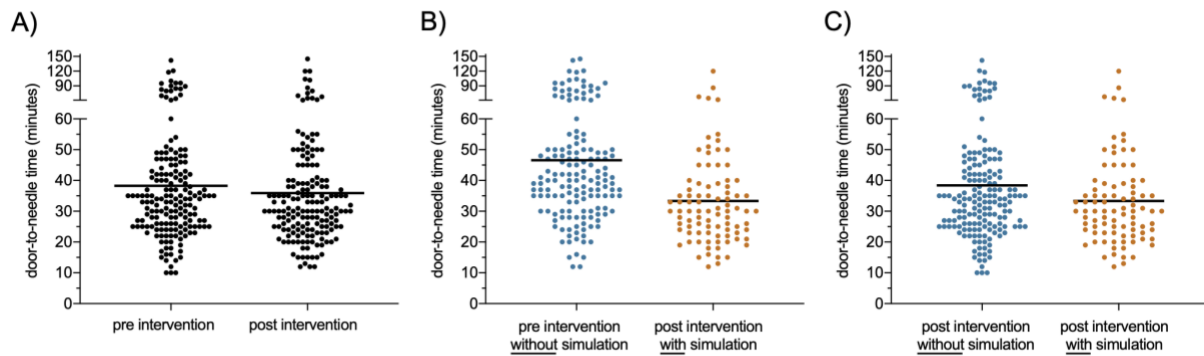 A)
door-to-needle time (minutes)
150
120
90
60
50
40
30
20
10
0
pre intervention
post intervention
B)
door-to-needle time (minutes)
150
120
90
60
50
40
30
20
10
0
pre intervention
without simulation
post intervention
with simulation
C)
door-to-needle time (minutes)
150
120
90
60
50
40
30
20
10
0
post intervention
without simulation
post intervention
with simulation